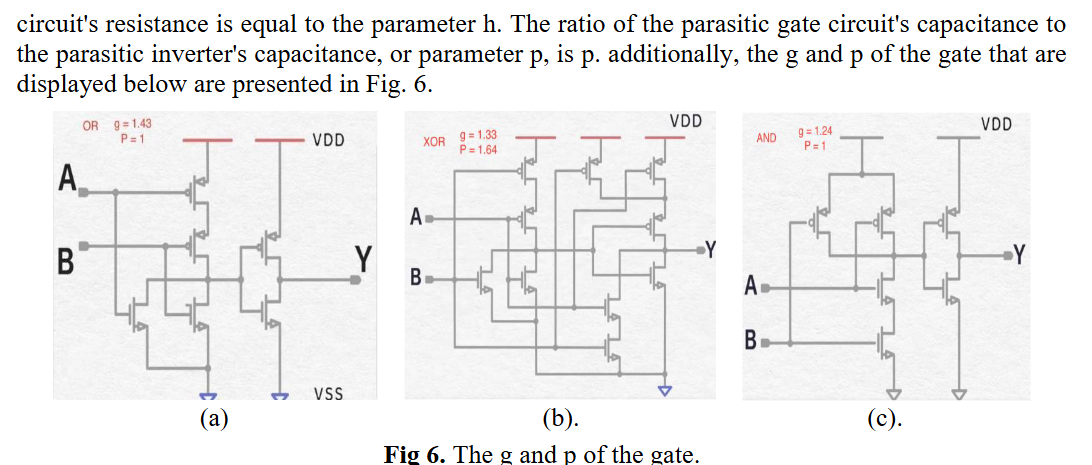 circuit's resistance is equal to the parameter h. The ratio of the parasitic gate circuit's capacitance to
the parasitic inverter's capacitance, or parameter p, is p. additionally, the g and p of the gate that are
displayed below are presented in Fig. 6.
OR g = 1.43
P = 1
VDD
A
B
Y
VSS
(a)
XOR g = 1.33
P = 1.64
VDD
A
B
Y
(b).
AND g = 1.24
P = 1
VDD
A
B
Y
(c).
Fig 6. The g and p of the gate.